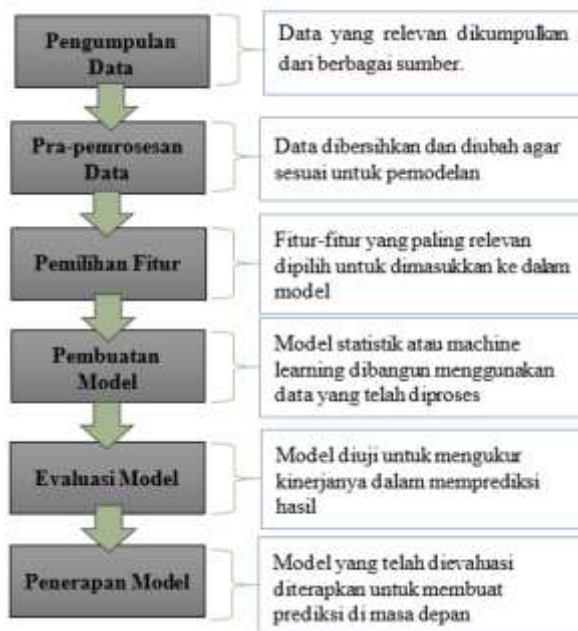 Pengumpulan
Data
Data yang relevan dikumpulkan
dari berbagai sumber.
Pra-pemrosesan
Data
Data dibersihkan dan diubah agar
sesuai untuk pemodelan
Pemilihan Fitur
Fitur-fitur yang paling relevan
dipilih untuk dimasukkan ke dalam
model
Pembuatan
Model
Model statistik atau machine
learning dibangun menggunakan
data yang telah diproses
Evaluasi Model
Model diuji untuk mengukur
kinerjanya dalam memprediksi
hasil
Penerapan Model
Model yang telah dievaluasi
diterapkan untuk membuat
prediksi di masa depan